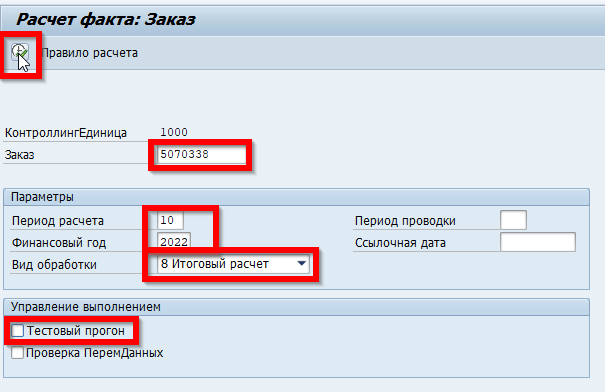 Расчет факта: Заказ
Правило расчета
КонтроллингЕдиница 1000
Заказ 5070338
Параметры
Период расчета 10 Период проводки
Финансовый год 2022 Ссылочная дата
Вид обработки 8 Итоговый расчет
Управление выполнением
Тестовый прогон
Проверка ПеремДанных